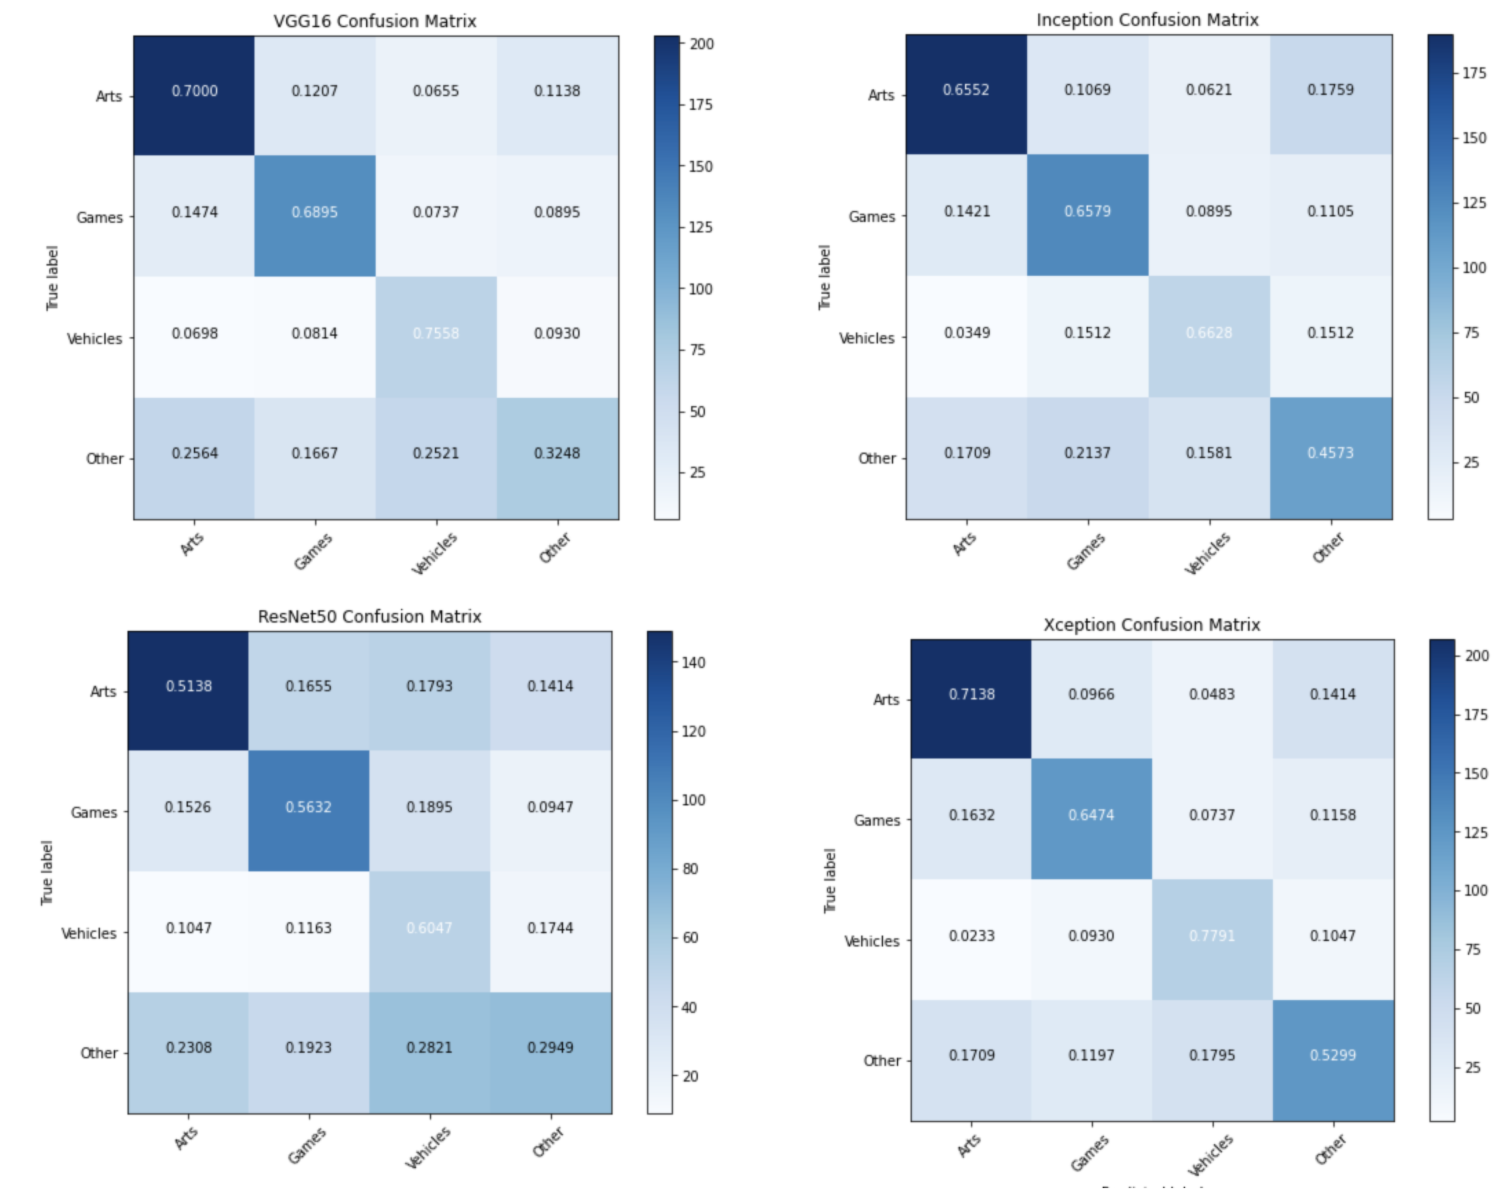 VGG16 Confusion Matrix
Arts 0.7000 0.1207 0.0655 0.1138
Games 0.1474 0.6895 0.0737 0.0895
Vehicles 0.0698 0.0814 0.7558 0.0930
Other 0.2564 0.1667 0.2521 0.3248
True label
Arts Games Vehicles Other
200
175
150
125
100
75
50
25
Inception Confusion Matrix
Arts 0.6552 0.1069 0.0621 0.1759
Games 0.1421 0.6579 0.0895 0.1105
Vehicles 0.0349 0.1512 0.6628 0.1512
Other 0.1709 0.2137 0.1581 0.4573
True label
Arts Games Vehicles Other
175
150
125
100
75
50
25
ResNet50 Confusion Matrix
Arts 0.5138 0.1655 0.1793 0.1414
Games 0.1526 0.5632 0.1895 0.0947
Vehicles 0.1047 0.1163 0.6047 0.1744
Other 0.2308 0.1923 0.2821 0.2949
True label
Arts Games Vehicles Other
140
120
100
80
60
40
20
Xception Confusion Matrix
Arts 0.7138 0.0966 0.0483 0.1414
Games 0.1632 0.6474 0.0737 0.1158
Vehicles 0.0233 0.0930 0.7791 0.1047
Other 0.1709 0.1197 0.1795 0.5299
True label
Arts Games Vehicles Other
200
175
150
125
100
75
50
25